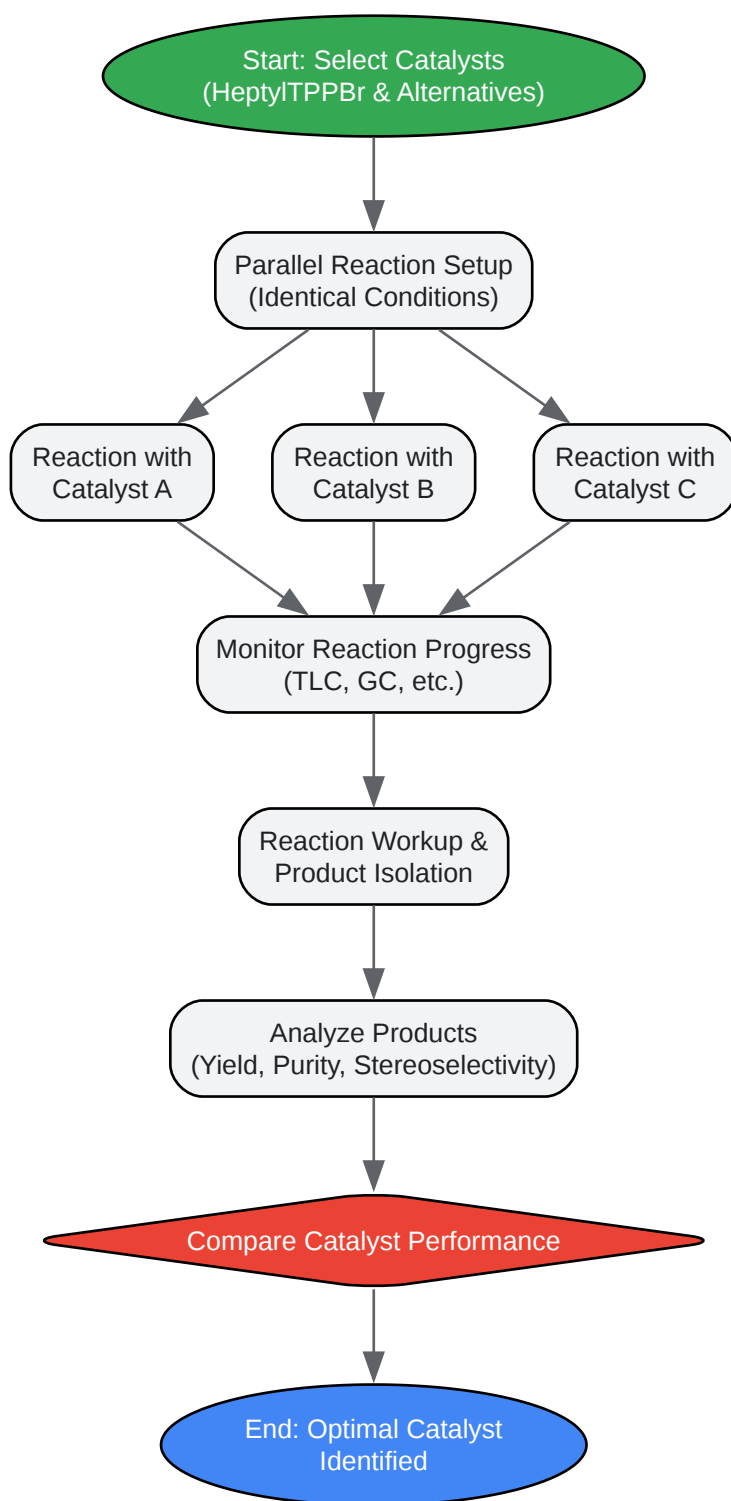 Start: Select Catalysts
(HeptylTPPBr & Alternatives)
Parallel Reaction Setup
(Identical Conditions)
Reaction with
Catalyst A
Reaction with
Catalyst B
Reaction with
Catalyst C
Monitor Reaction Progress
(TLC, GC, etc.)
Reaction Workup &
Product Isolation
Analyze Products
(Yield, Purity, Stereoselectivity)
Compare Catalyst Performance
End: Optimal Catalyst
Identified